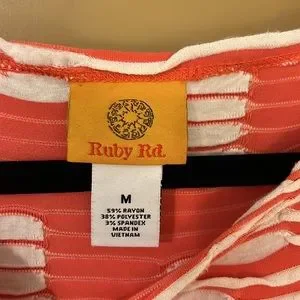 Ruby Rd.
M
59% RAYON
38% POLYESTER
3% SPANDEX
MADE IN
VIETNAM